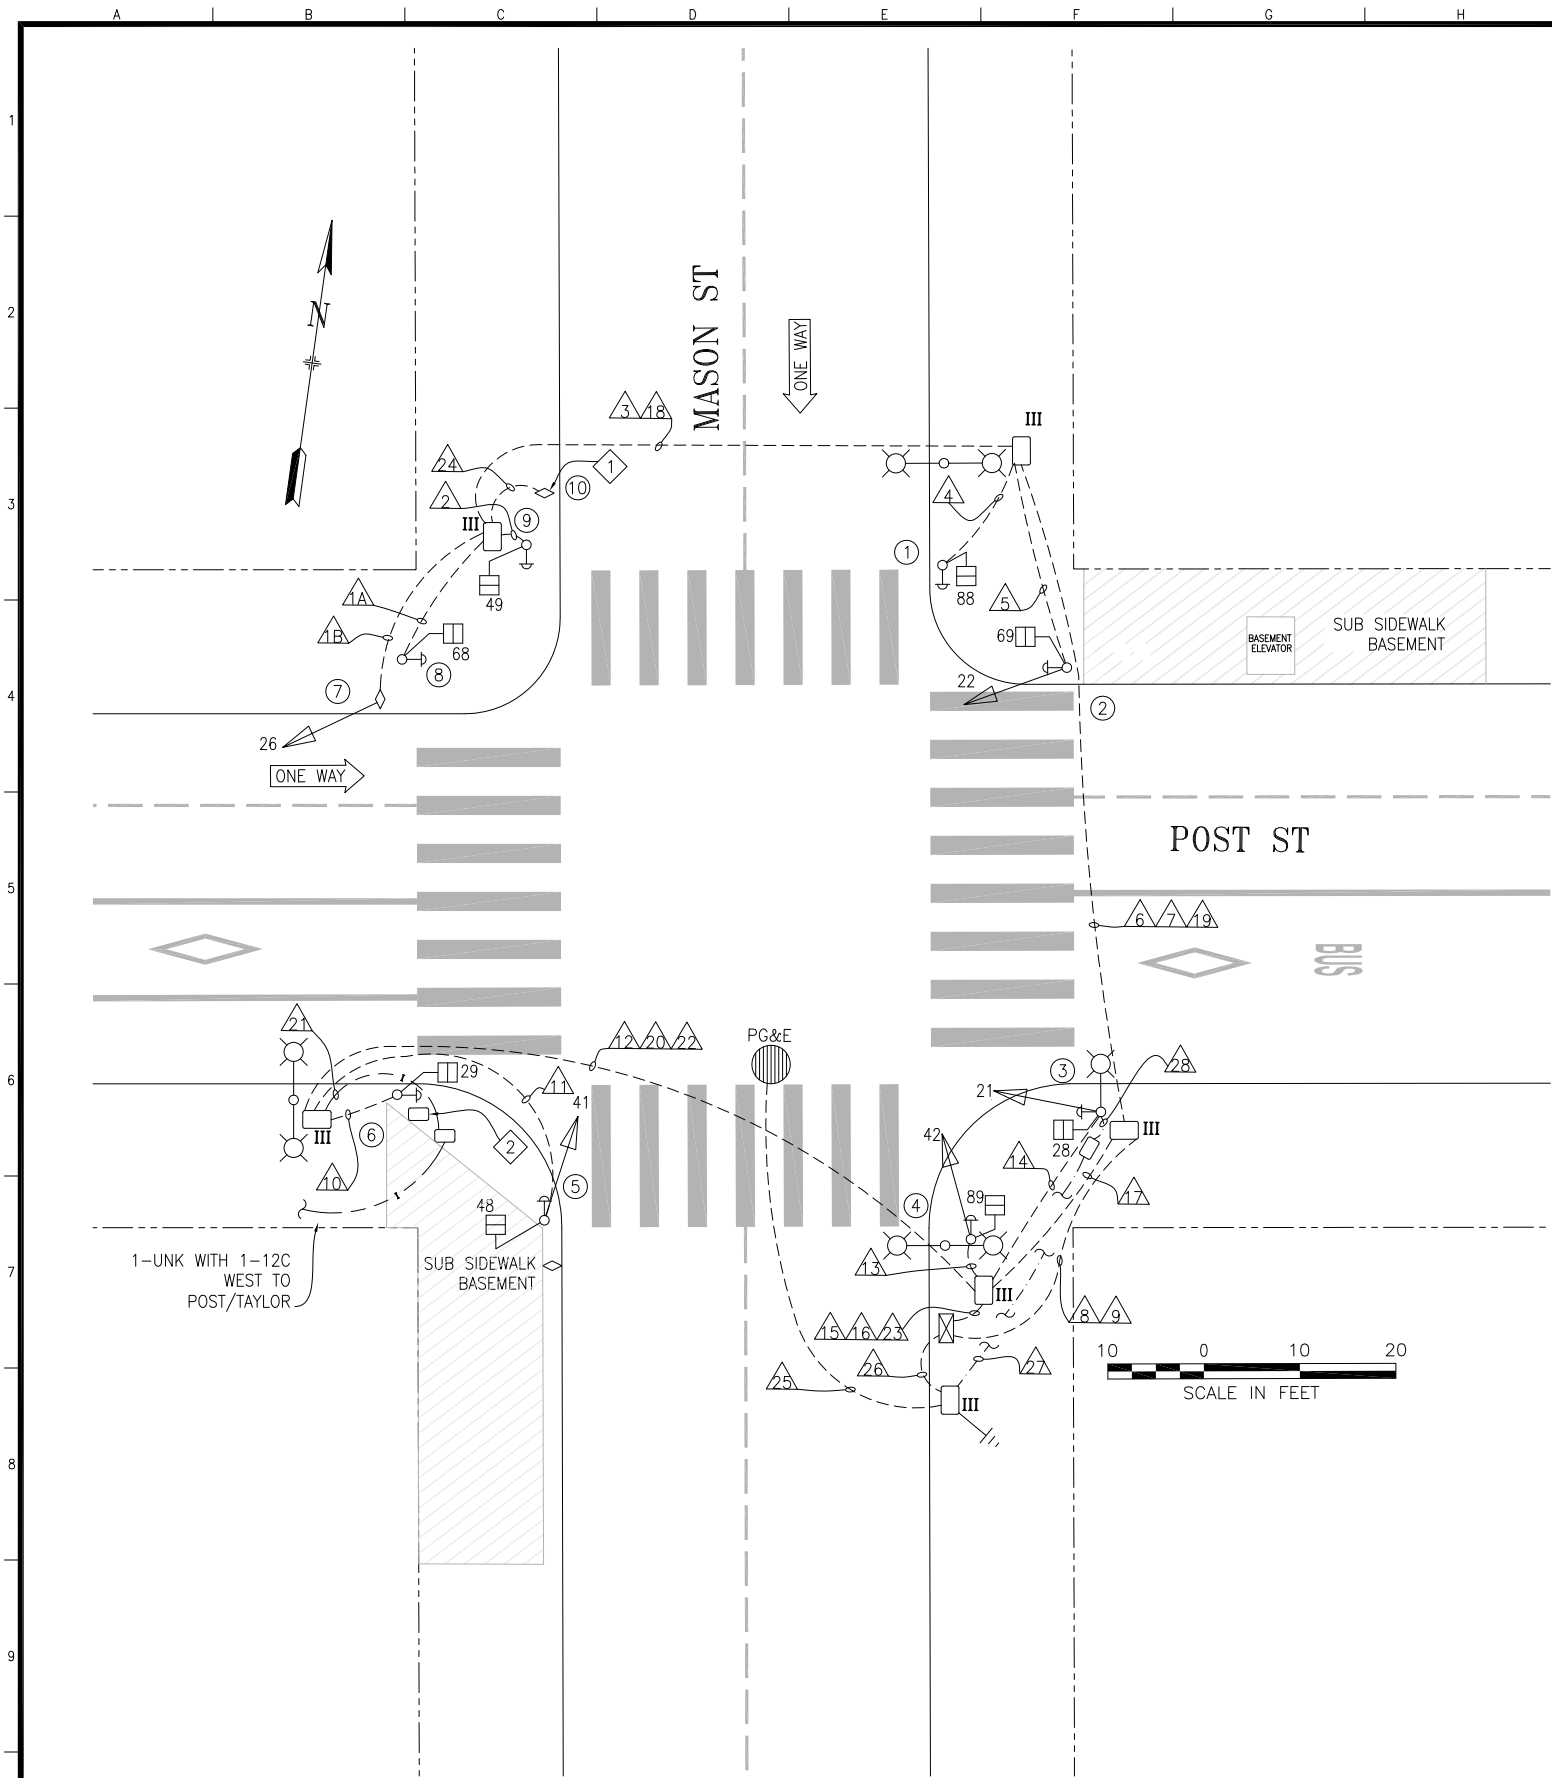 A B C D E F G H
1
2
3
4
5
6
7
8
9
N
MASON ST
ONE WAY
3 18
III
24
1
10
2
9
III
4
1
49
88
1A
5
1B
69
68
8
7
22
2
26
ONE WAY
SUB SIDEWALK
BASEMENT
BASEMENT
ELEVATOR
POST ST
6 7 19
BUS
21
12 20 22
PG&E
3
28
29
11
41
21
III
6
2
III
42
28
14
10
5
17
48
4
89
1-UNK WITH 1-12C
WEST TO
POST/TAYLOR
SUB SIDEWALK
BASEMENT
13
III
15 16 23
8 9
26
27
25
III
10 0 10 20
SCALE IN FEET